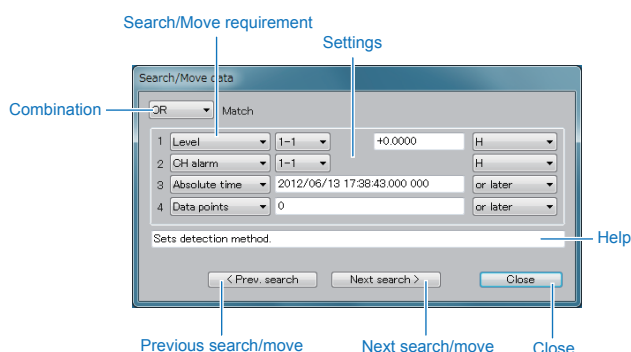 Search/Move requirement
Settings
Search/Move data
Combination
OR Match
1 Level 1-1 +0.0000 H
2 CH alarm 1-1 H
3 Absolute time 2012/06/13 17:38:43.000 000 or later
4 Data points 0 or later
Sets detection method.
Help
< Prev. search Next search > Close
Previous search/move Next search/move Close